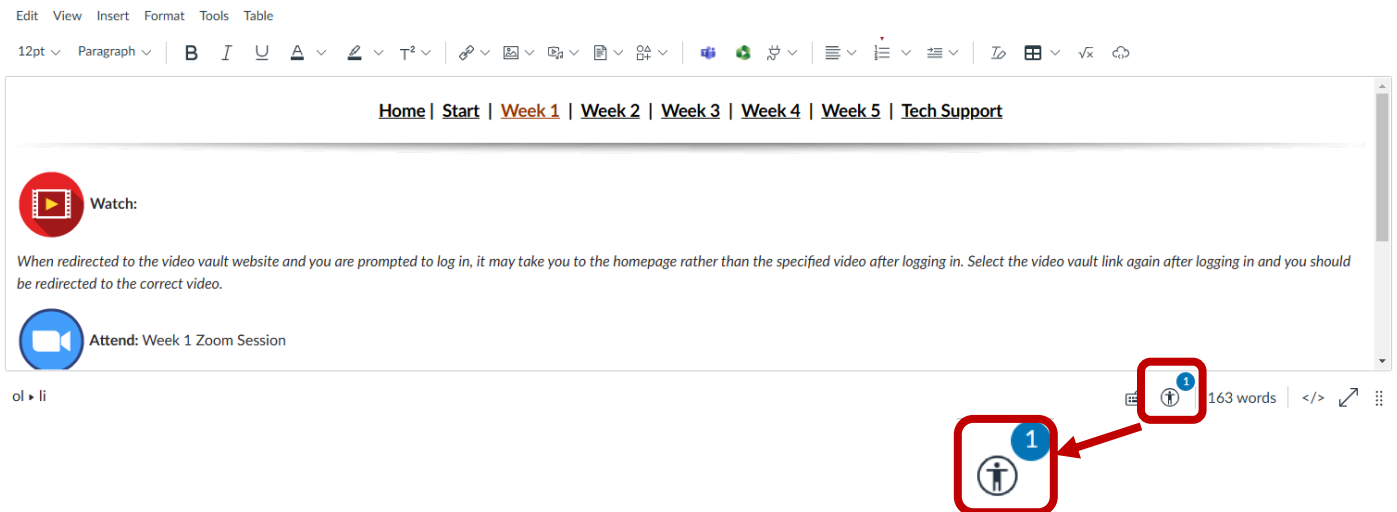 Edit View Insert Format Tools Table
12pt Paragraph B I U A T² √x
Home | Start | Week 1 | Week 2 | Week 3 | Week 4 | Week 5 | Tech Support
Watch:
When redirected to the video vault website and you are prompted to log in, it may take you to the homepage rather than the specified video after logging in. Select the video vault link again after logging in and you should
be redirected to the correct video.
Attend: Week 1 Zoom Session
ol ▸ li 1 163 words </>
1